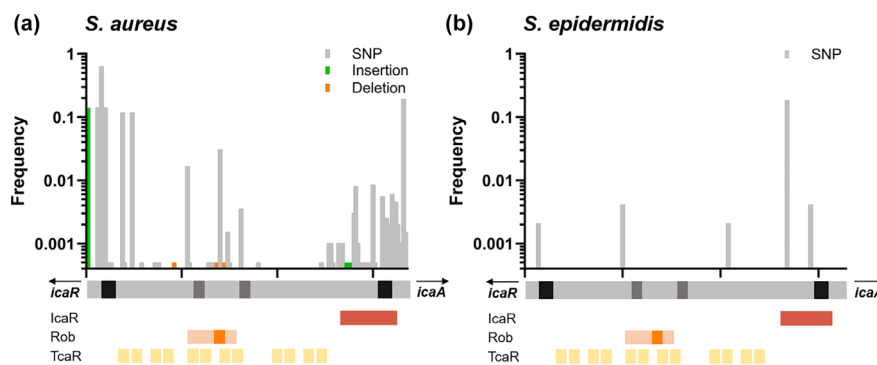 (a) S. aureus
1
0.1
0.01
0.001
Frequency
SNP
Insertion
Deletion
icaR
icaA
IcaR
Rob
TcaR
(b) S. epidermidis
1
0.1
0.01
0.001
Frequency
SNP
icaR
icaA
IcaR
Rob
TcaR